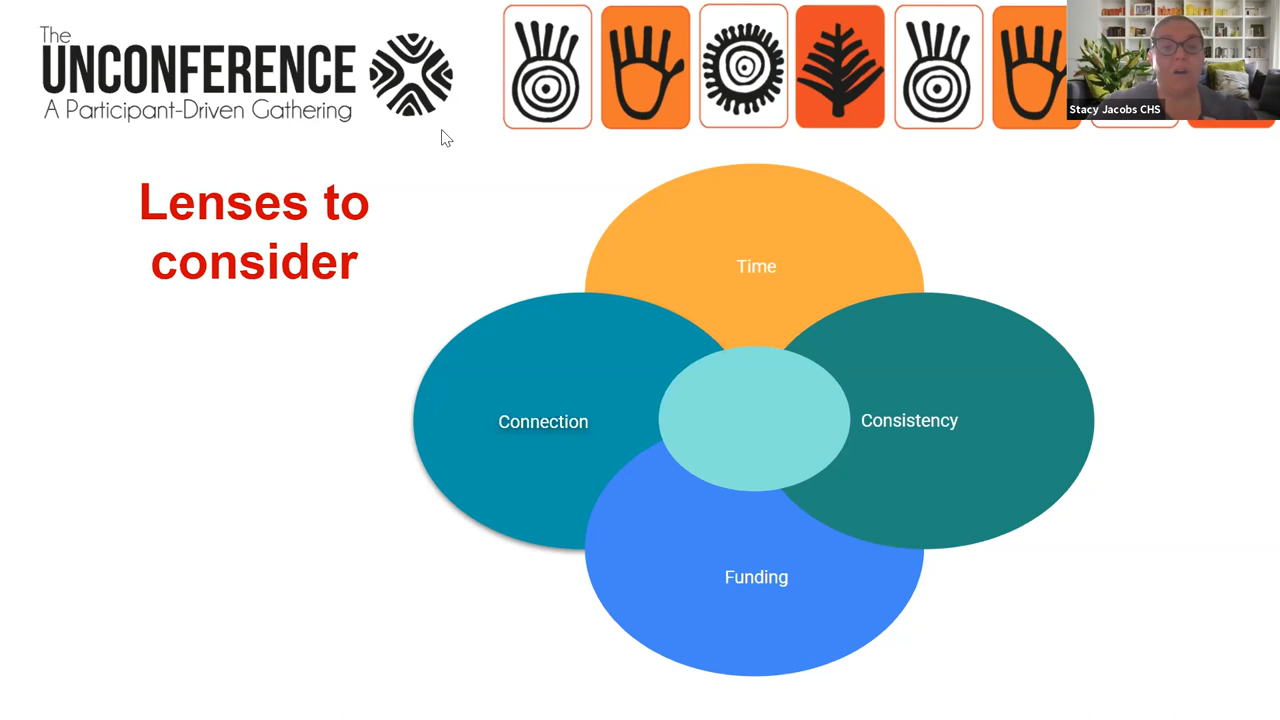 The
UNCONFERENCE
A Participant-Driven Gathering
Stacy Jacobs CHS
Lenses to
consider
Time
Connection
Consistency
Funding